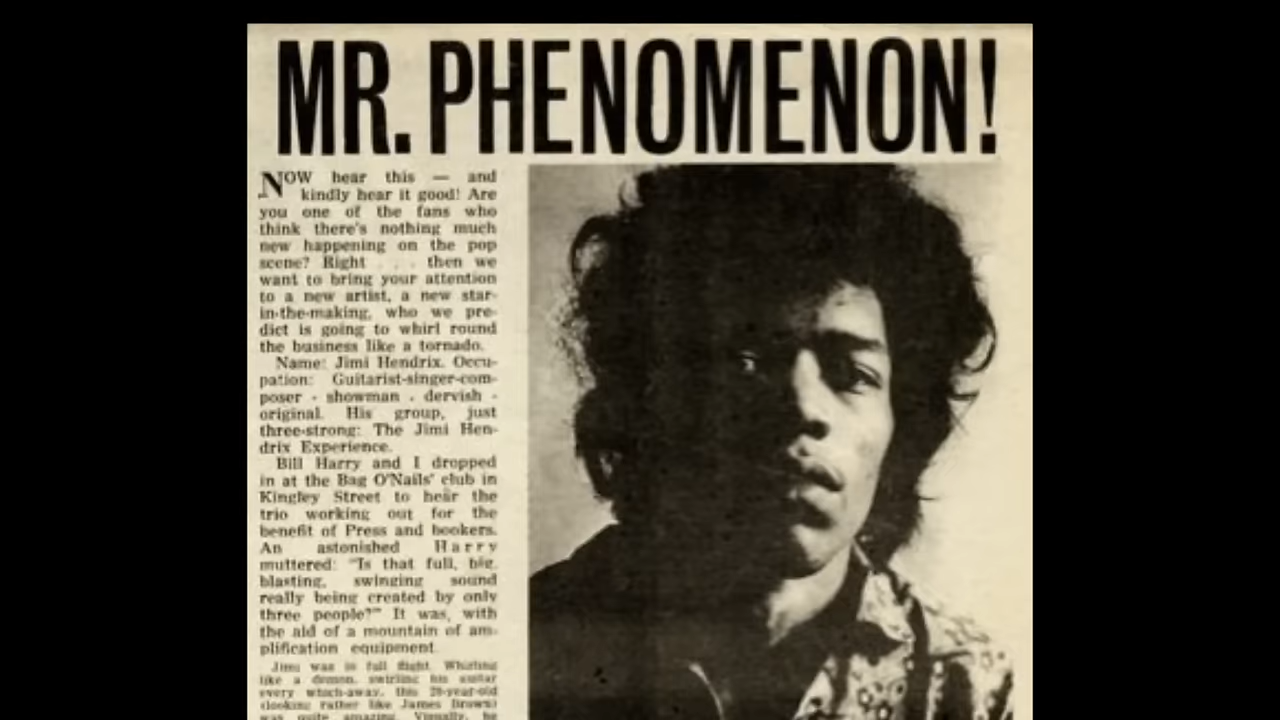 MR. PHENOMENON!
NOW hear this — and
kindly hear it good! Are
you one of the fans who
think there's nothing much
new happening on the pop
scene? Right . . . then we
want to bring your attention
to a new artist, a new star-
in-the-making, who we pre-
dict is going to whirl round
the business like a tornado.
Name: Jimi Hendrix. Occu-
pation: Guitarist-singer-com-
poser - showman - dervish -
original. His group, just
three-strong: The Jimi Hen-
drix Experience.
Bill Harry and I dropped
in at the Bag O'Nails' club in
Kingley Street to hear the
trio working out for the
benefit of Press and bookers.
An astonished Harry
muttered: "Is that full, big,
blasting, swinging sound
really being created by only
three people?" It was, with
the aid of a mountain of am-
plification equipment.
Jimi was in full flight. Whirling
like a demon, swirling his guitar
every which-away, this 20-year-old
(looking rather like James Brown)
was quite amazing. Visually, he